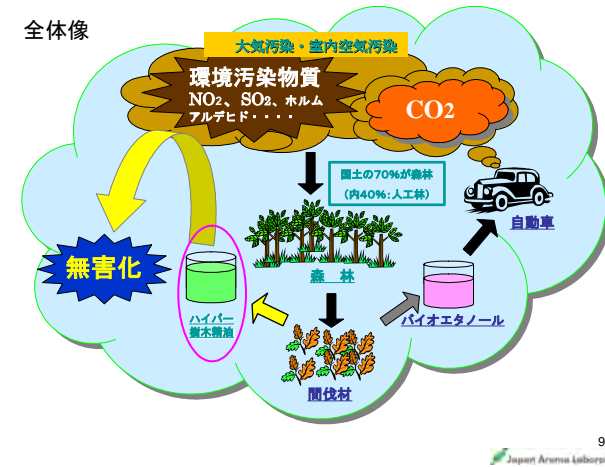 全体像
大気汚染・室内空気汚染
環境汚染物質
NO2、SO2、ホルム
アルデヒド・・・・
CO2
国土の70%が森林
（内40%：人工林）
自動車
無害化
森　林
ハイパー
樹木精油
バイオエタノール
間伐材
9
Japan Aroma Labora